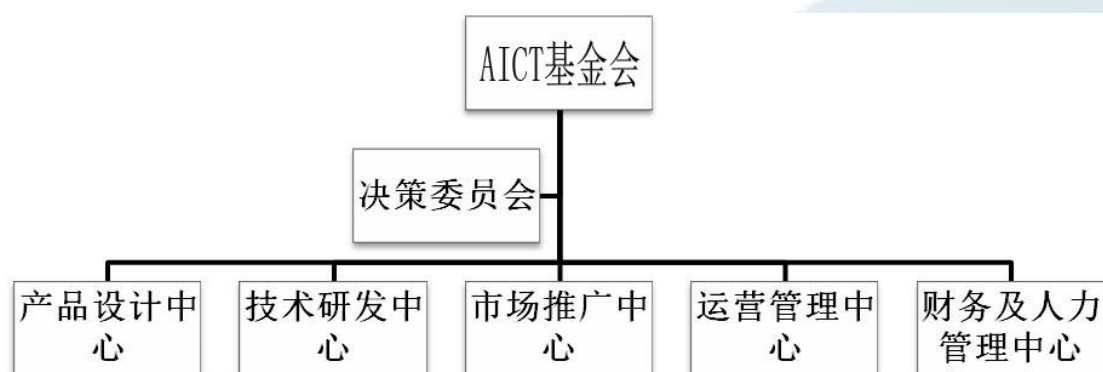 AICT基金会
决策委员会
产品设计中
心
技术研发中
心
市场推广中
心
运营管理中
心
财务及人力
管理中心